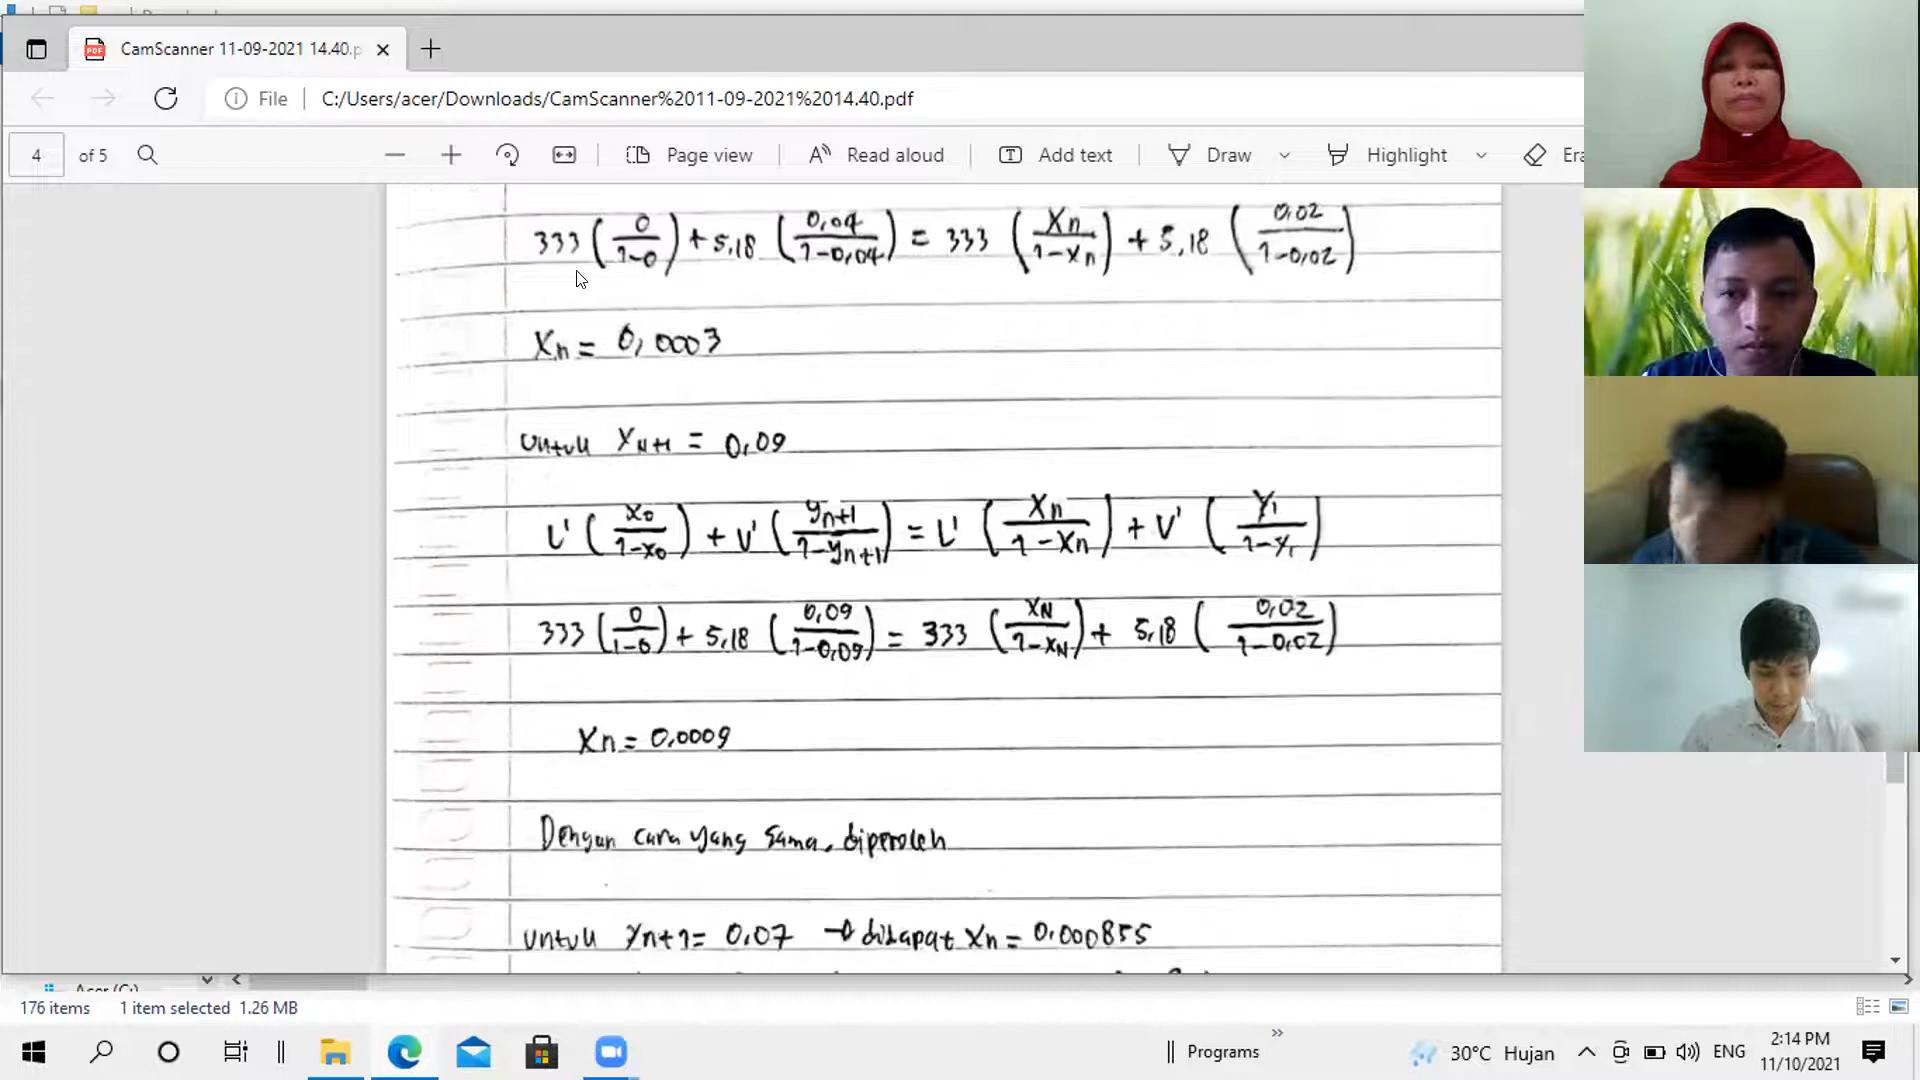 CamScanner 11-09-2021 14.40.p
File C:/Users/acer/Downloads/CamScanner%2011-09-2021%2014.40.pdf
4 of 5 Page view Read aloud Add text Draw Highlight Era
333 (0/1-0) + 5,18 (0,04/1-0,04) = 333 (Xn/1-Xn) + 5,18 (0,02/1-0,02)
Xn = 0,0003
Untuk YN+1 = 0,09
L' (x0/1-x0) + V' (yn+1/1-yn+1) = L' (Xn/1-Xn) + V' (Y1/1-Y1)
333 (0/1-0) + 5,18 (0,09/1-0,09) = 333 (XN/1-XN) + 5,18 (0,02/1-0,02)
Xn = 0,0009
Dengan cara yang sama, diperoleh
Untuk Yn+1 = 0,07 → didapat Xn = 0.000855
Acer (C:)
176 items 1 item selected 1.26 MB
Programs 30°C Hujan ENG 2:14 PM
11/10/2021